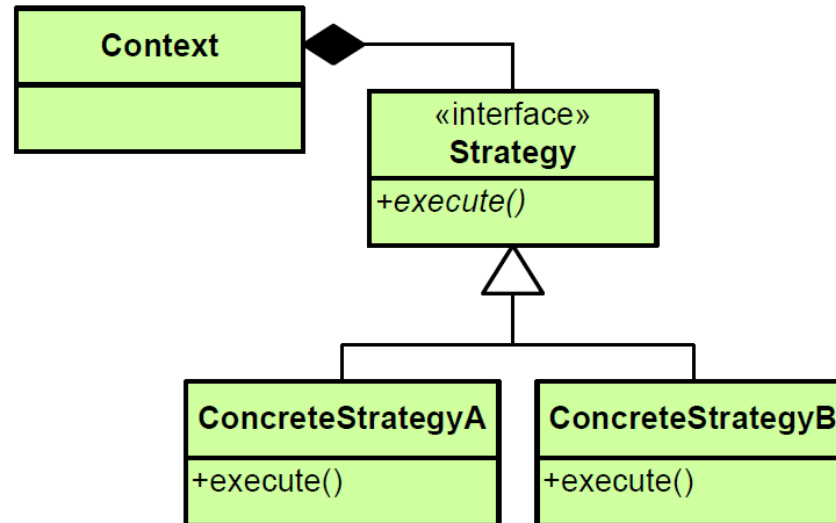 Context
«interface»
Strategy
+execute()
ConcreteStrategyA
+execute()
ConcreteStrategyB
+execute()